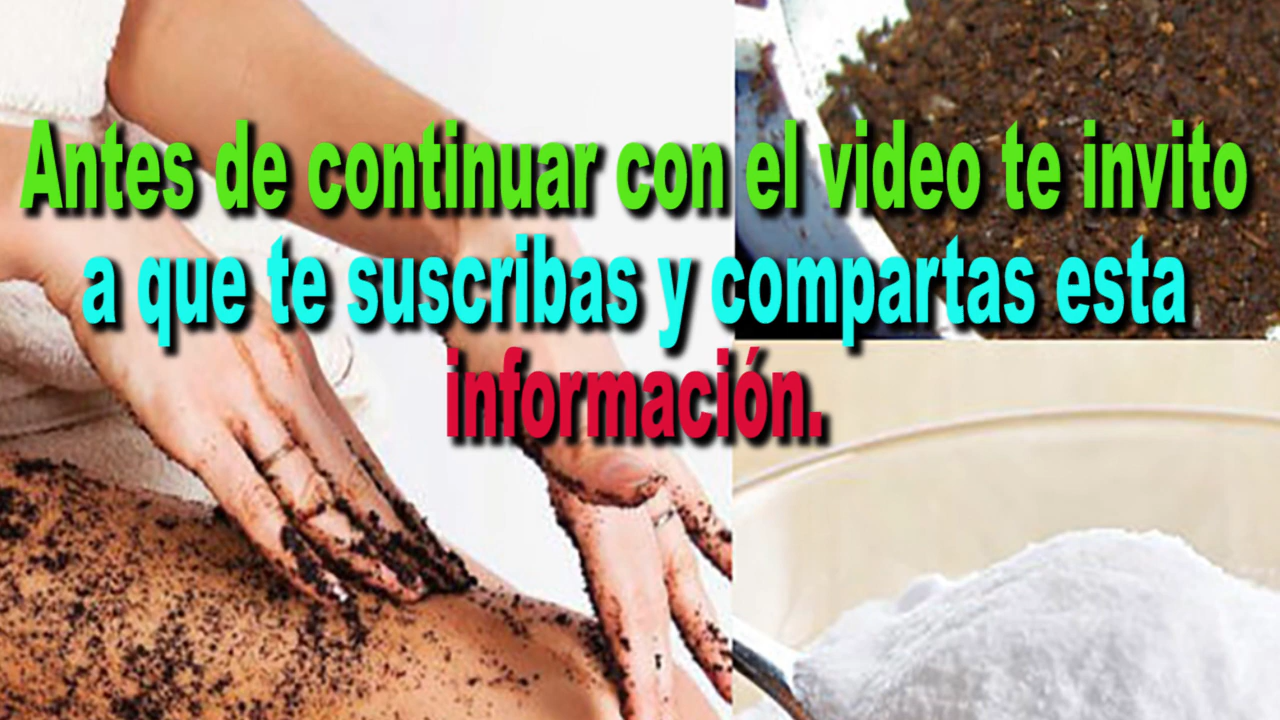 Antes de continuar con el video te invito
a que te suscribas y compartas esta
información.